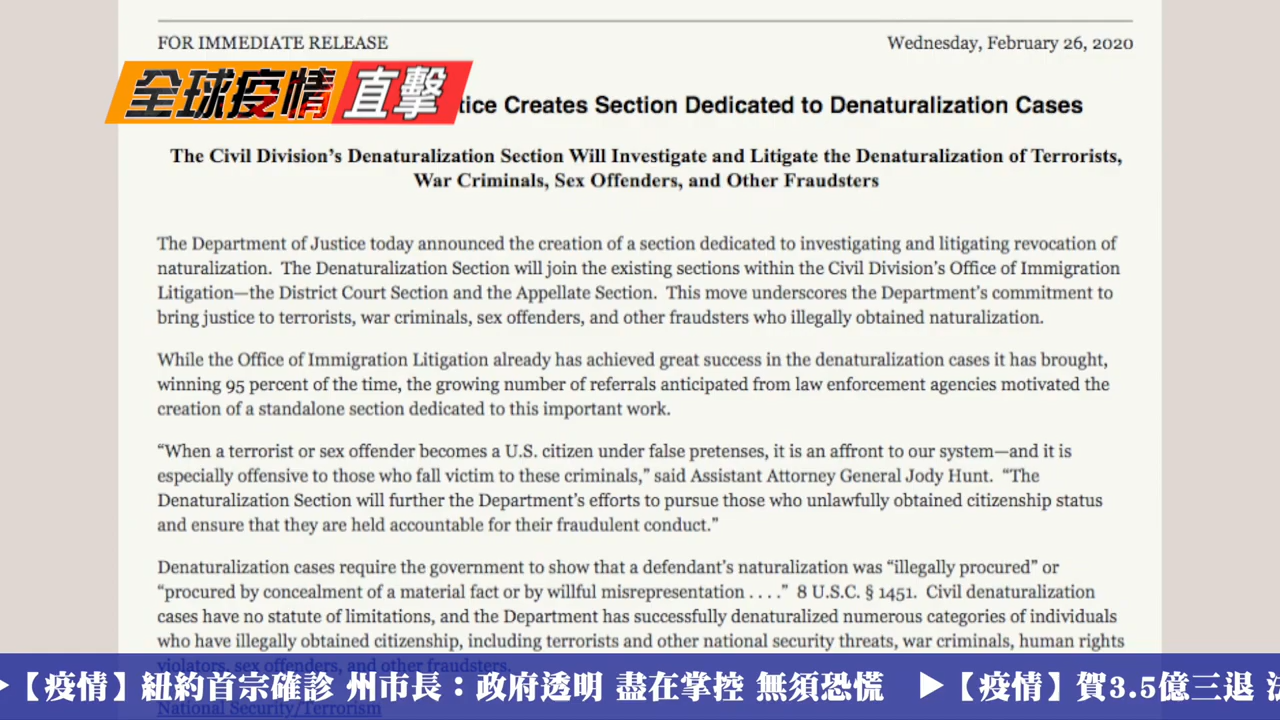 FOR IMMEDIATE RELEASE
Wednesday, February 26, 2020
全球疫情直擊
tice Creates Section Dedicated to Denaturalization Cases
The Civil Division’s Denaturalization Section Will Investigate and Litigate the Denaturalization of Terrorists,
War Criminals, Sex Offenders, and Other Fraudsters
The Department of Justice today announced the creation of a section dedicated to investigating and litigating revocation of
naturalization.  The Denaturalization Section will join the existing sections within the Civil Division’s Office of Immigration
Litigation—the District Court Section and the Appellate Section.  This move underscores the Department’s commitment to
bring justice to terrorists, war criminals, sex offenders, and other fraudsters who illegally obtained naturalization.
While the Office of Immigration Litigation already has achieved great success in the denaturalization cases it has brought,
winning 95 percent of the time, the growing number of referrals anticipated from law enforcement agencies motivated the
creation of a standalone section dedicated to this important work.
“When a terrorist or sex offender becomes a U.S. citizen under false pretenses, it is an affront to our system—and it is
especially offensive to those who fall victim to these criminals,” said Assistant Attorney General Jody Hunt.  “The
Denaturalization Section will further the Department’s efforts to pursue those who unlawfully obtained citizenship status
and ensure that they are held accountable for their fraudulent conduct.”
Denaturalization cases require the government to show that a defendant’s naturalization was “illegally procured” or
“procured by concealment of a material fact or by willful misrepresentation . . . .”  8 U.S.C. § 1451.  Civil denaturalization
cases have no statute of limitations, and the Department has successfully denaturalized numerous categories of individuals
who have illegally obtained citizenship, including terrorists and other national security threats, war criminals, human rights
violators, sex offenders, and other fraudsters.
▶【疫情】紐約首宗確診 州市長：政府透明 盡在掌控 無須恐慌 ▶【疫情】賀3.5億三退
National Security/Terrorism